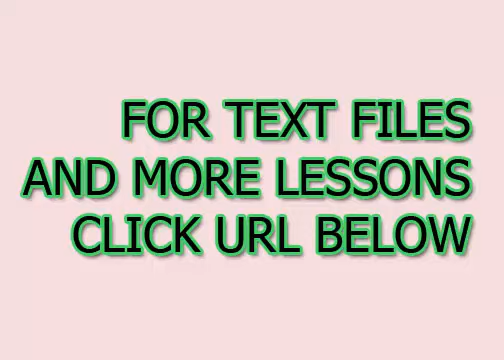 FOR TEXT FILES
AND MORE LESSONS
CLICK URL BELOW